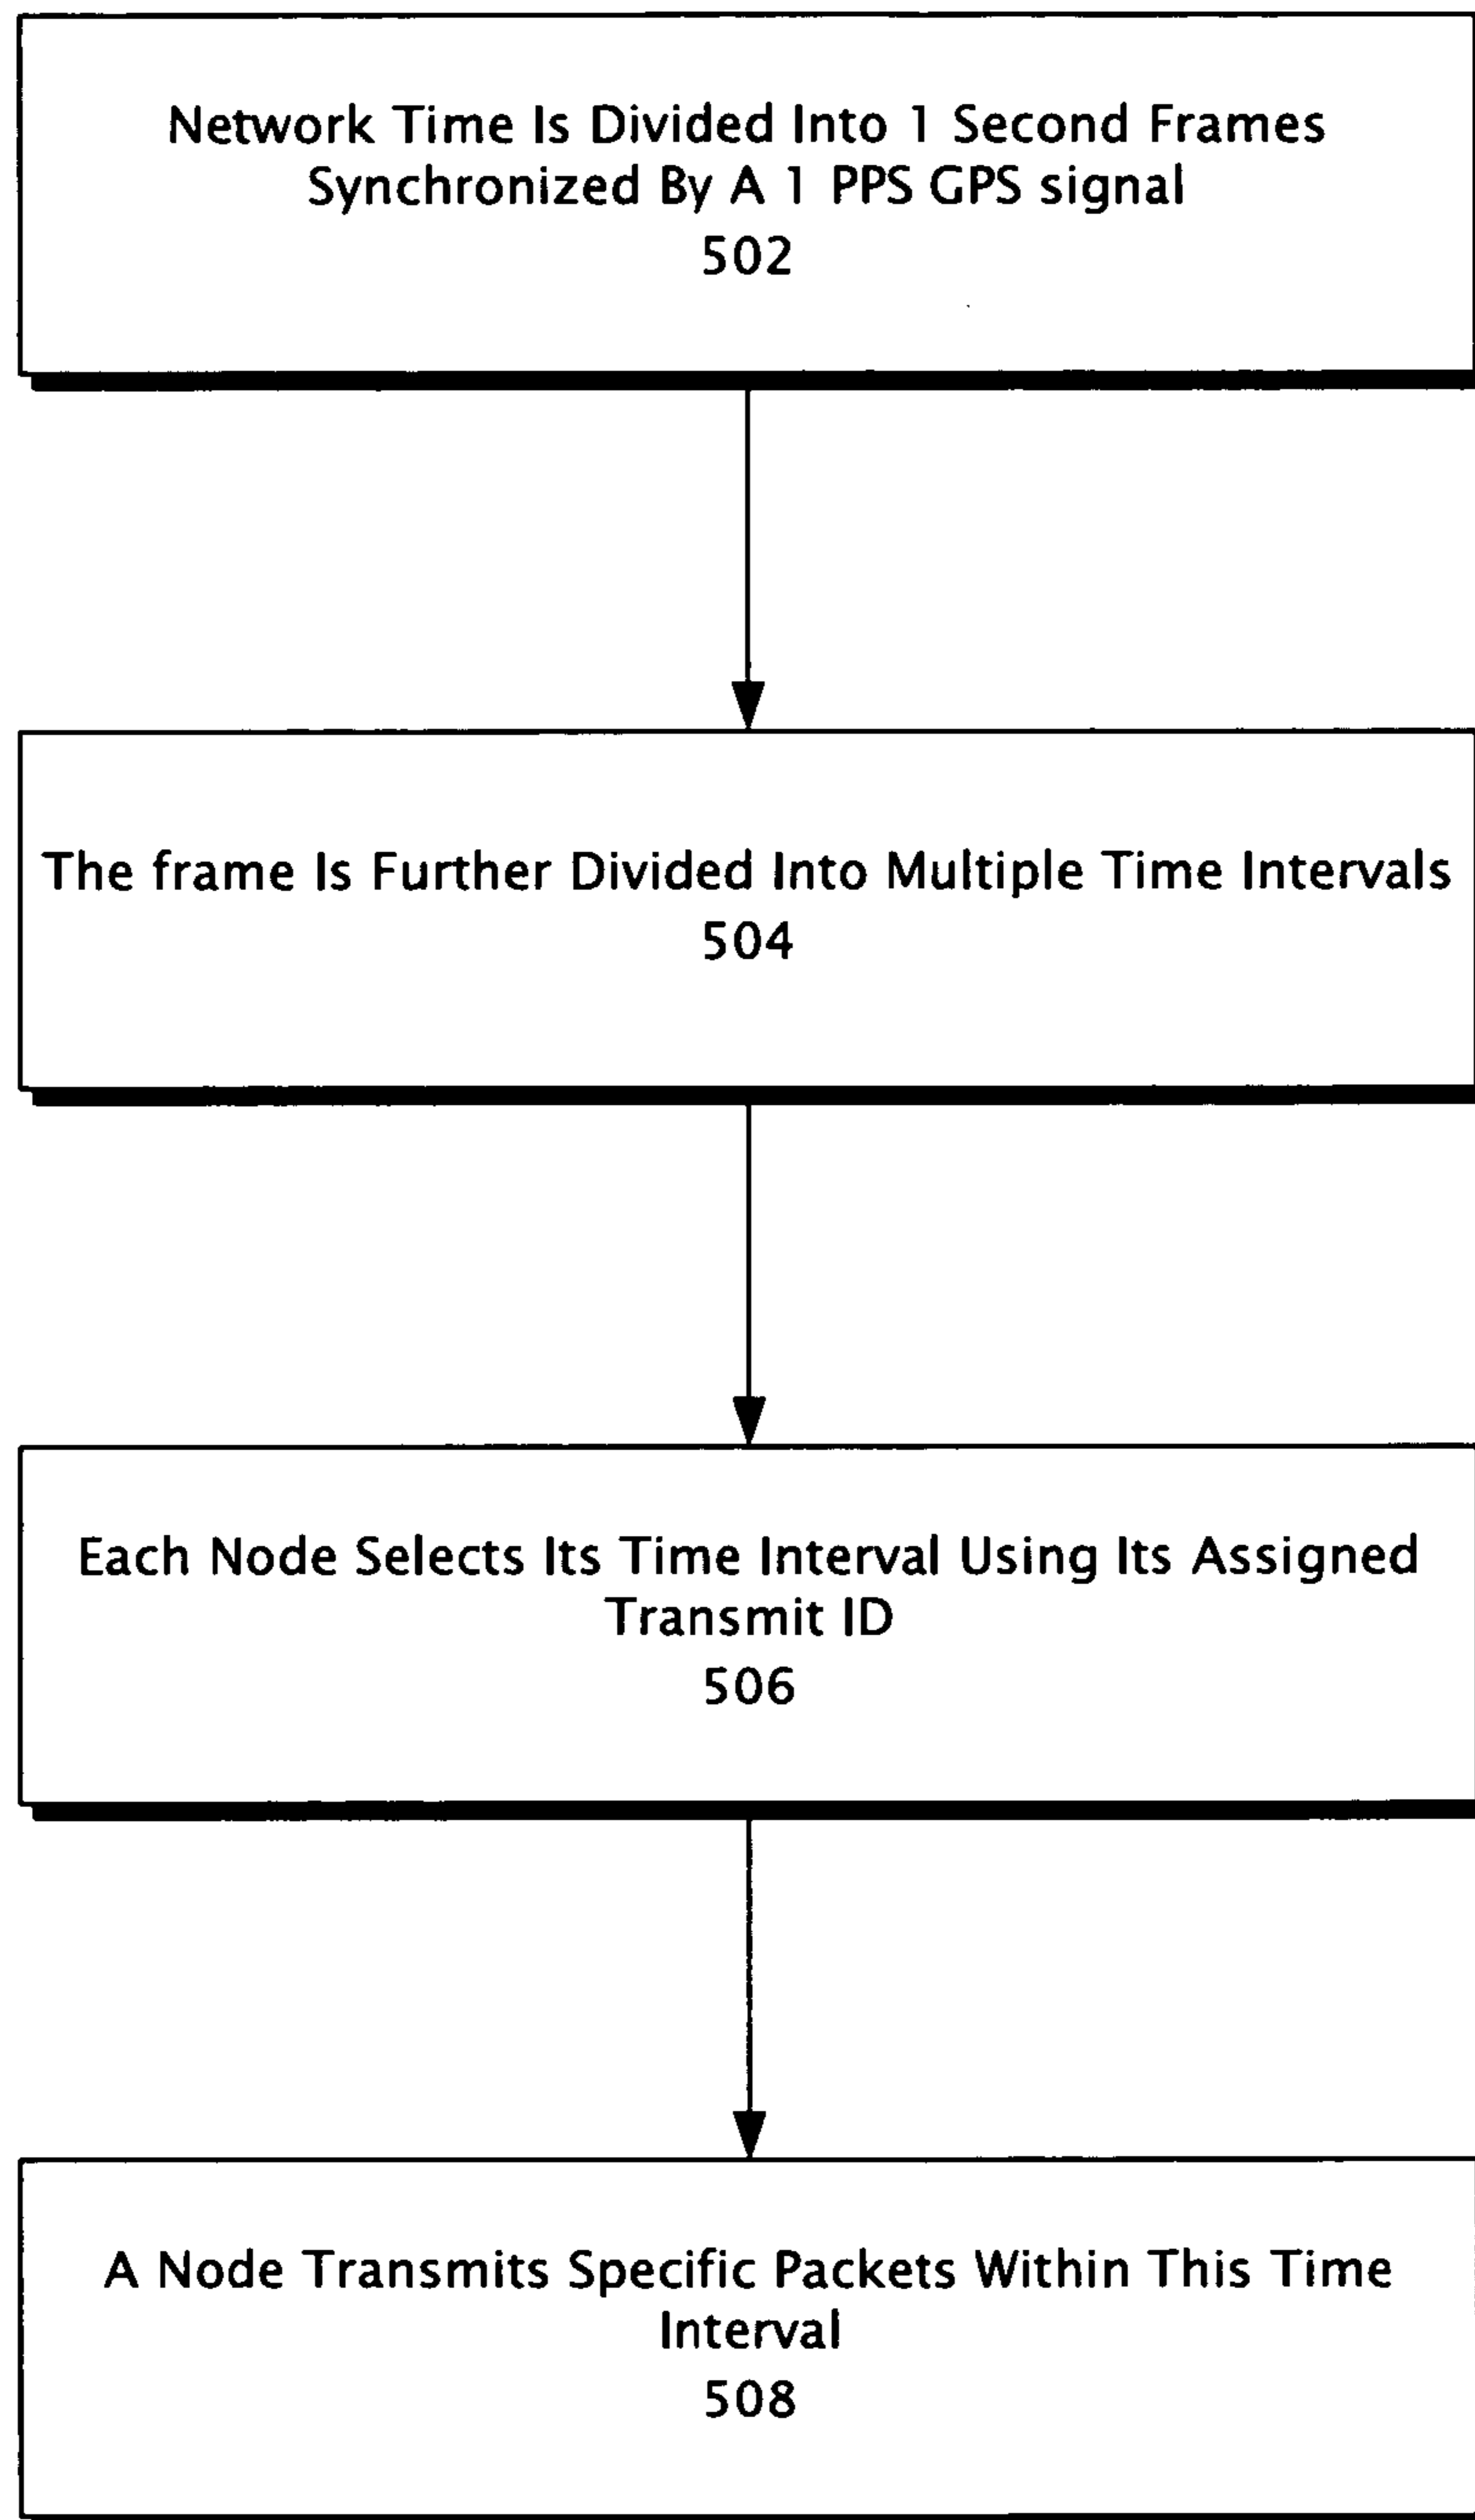 Network Time Is Divided Into 1 Second Frames
Synchronized By A 1 PPS GPS signal
502
The frame Is Further Divided Into Multiple Time Intervals
504
Each Node Selects Its Time Interval Using Its Assigned
Transmit ID
506
A Node Transmits Specific Packets Within This Time
Interval
508